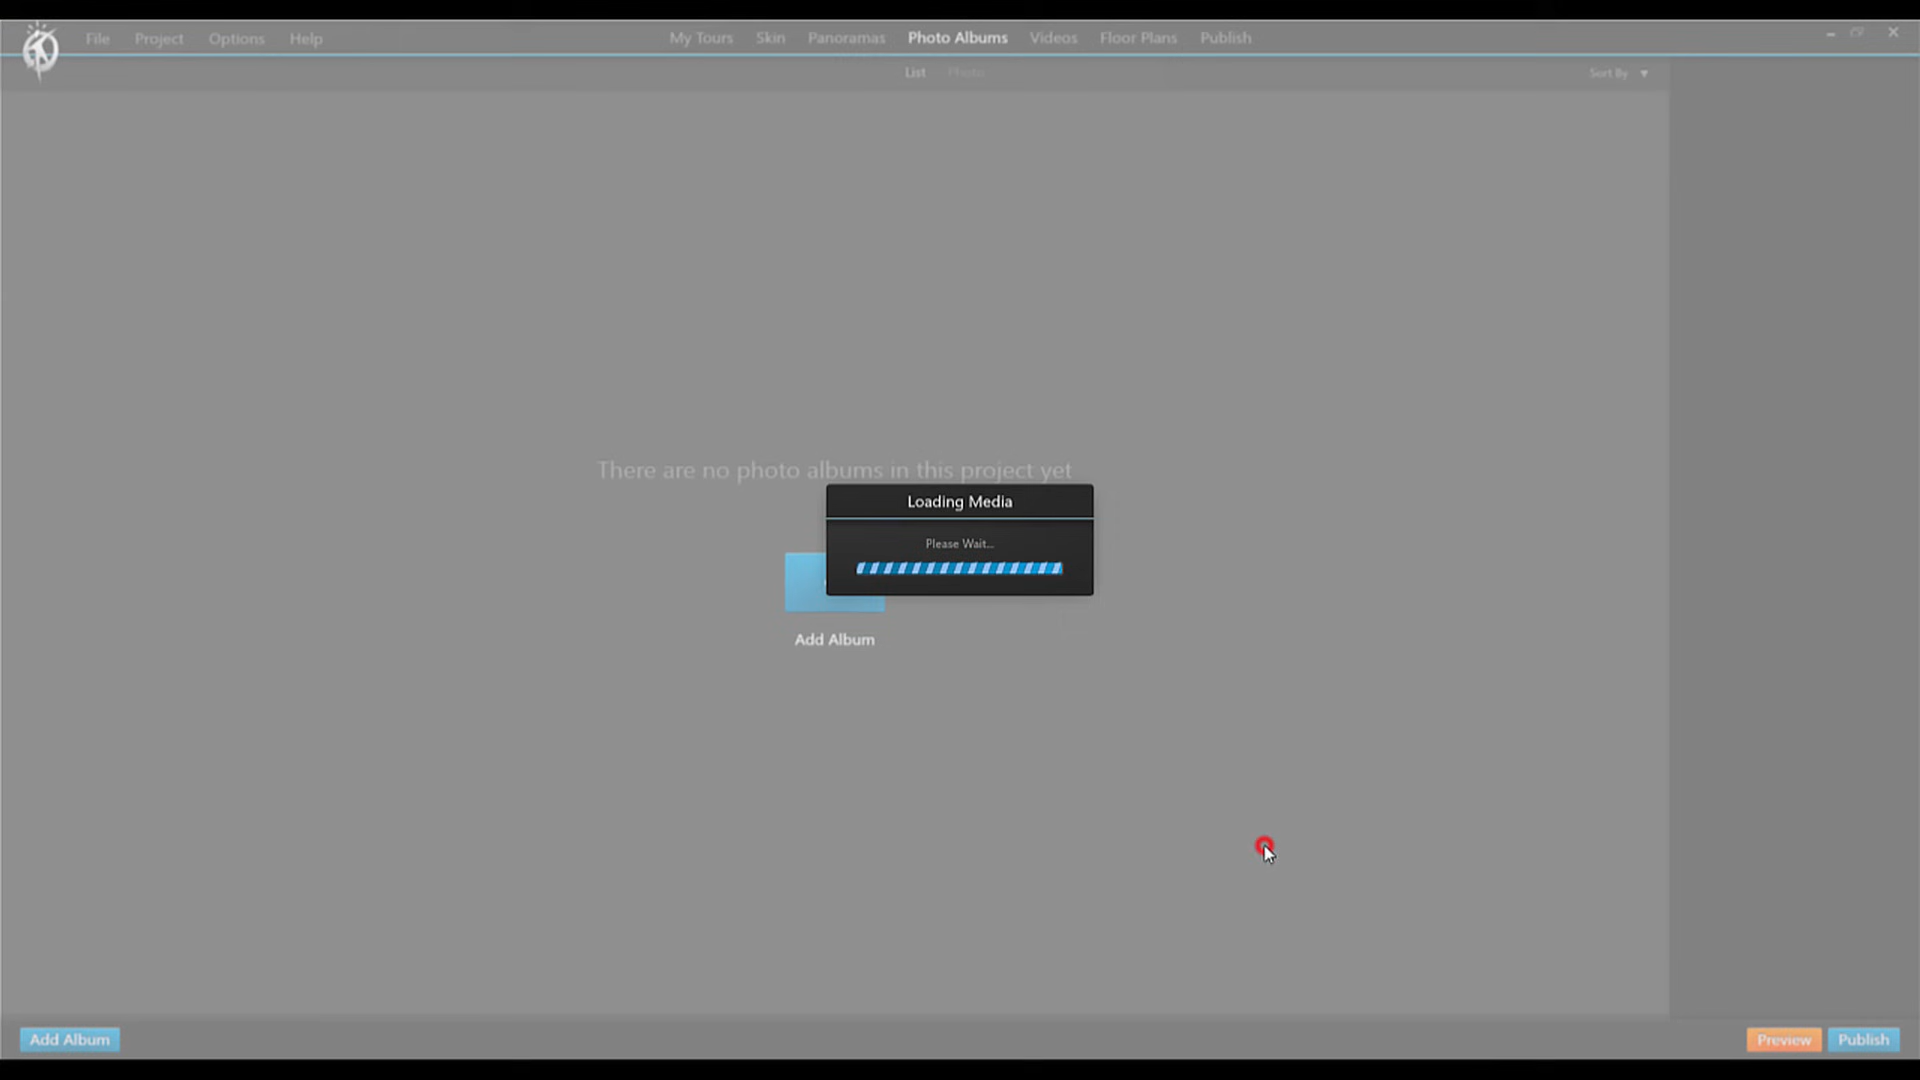 File Project Options Help My Tours Skin Panoramas Photo Albums Videos Floor Plans Publish
List Photo Sort By
There are no photo albums in this project yet
Loading Media
Please Wait...
Add Album
Add Album Preview Publish